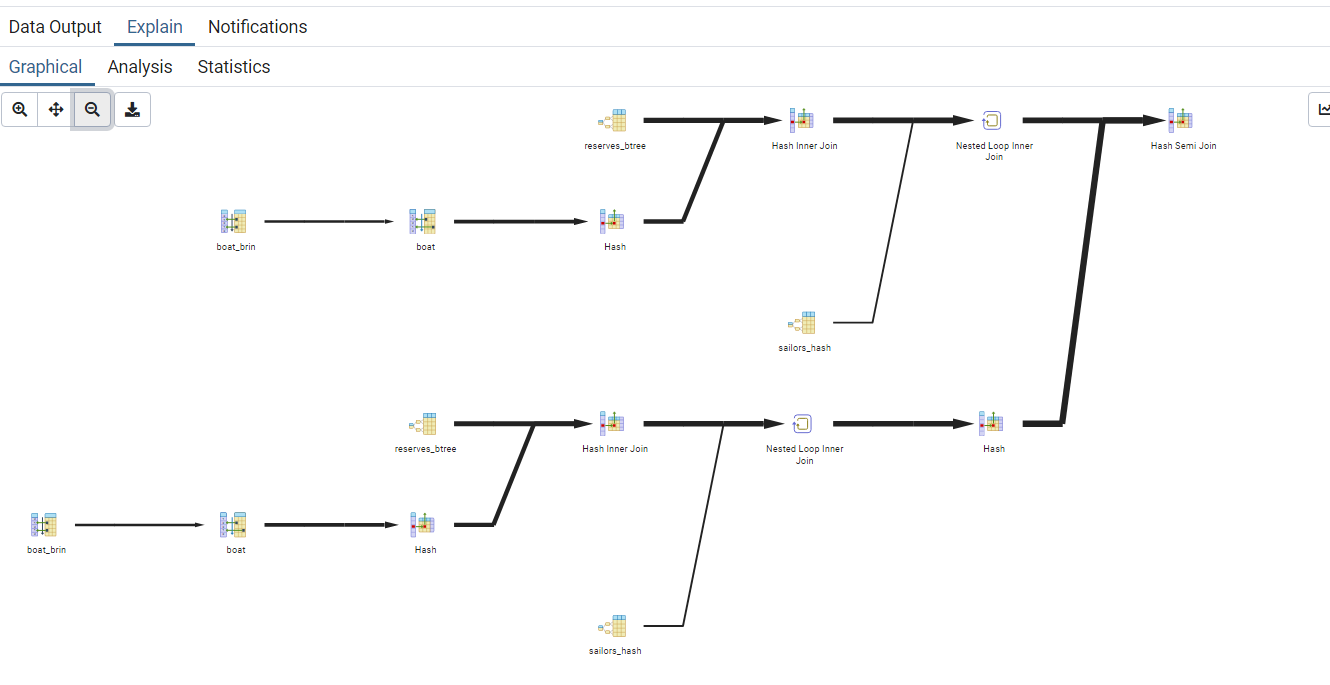 Data Output Explain Notifications
Graphical Analysis Statistics
reserves_btree Hash Inner Join Nested Loop Inner Join Hash Semi Join
boat_brin boat Hash
sailors_hash
reserves_btree Hash Inner Join Nested Loop Inner Join Hash
boat_brin boat Hash
sailors_hash